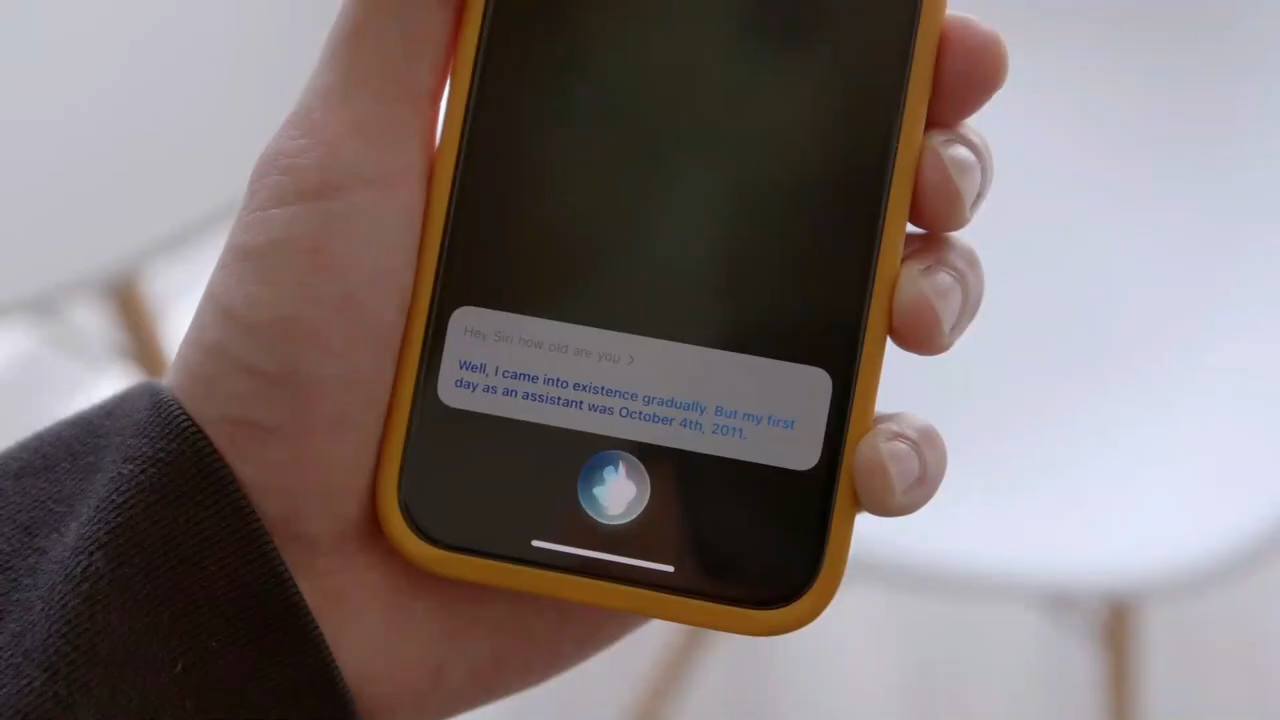 Hey Siri how old are you >
Well, I came into existence gradually. But my first
day as an assistant was October 4th, 2011.